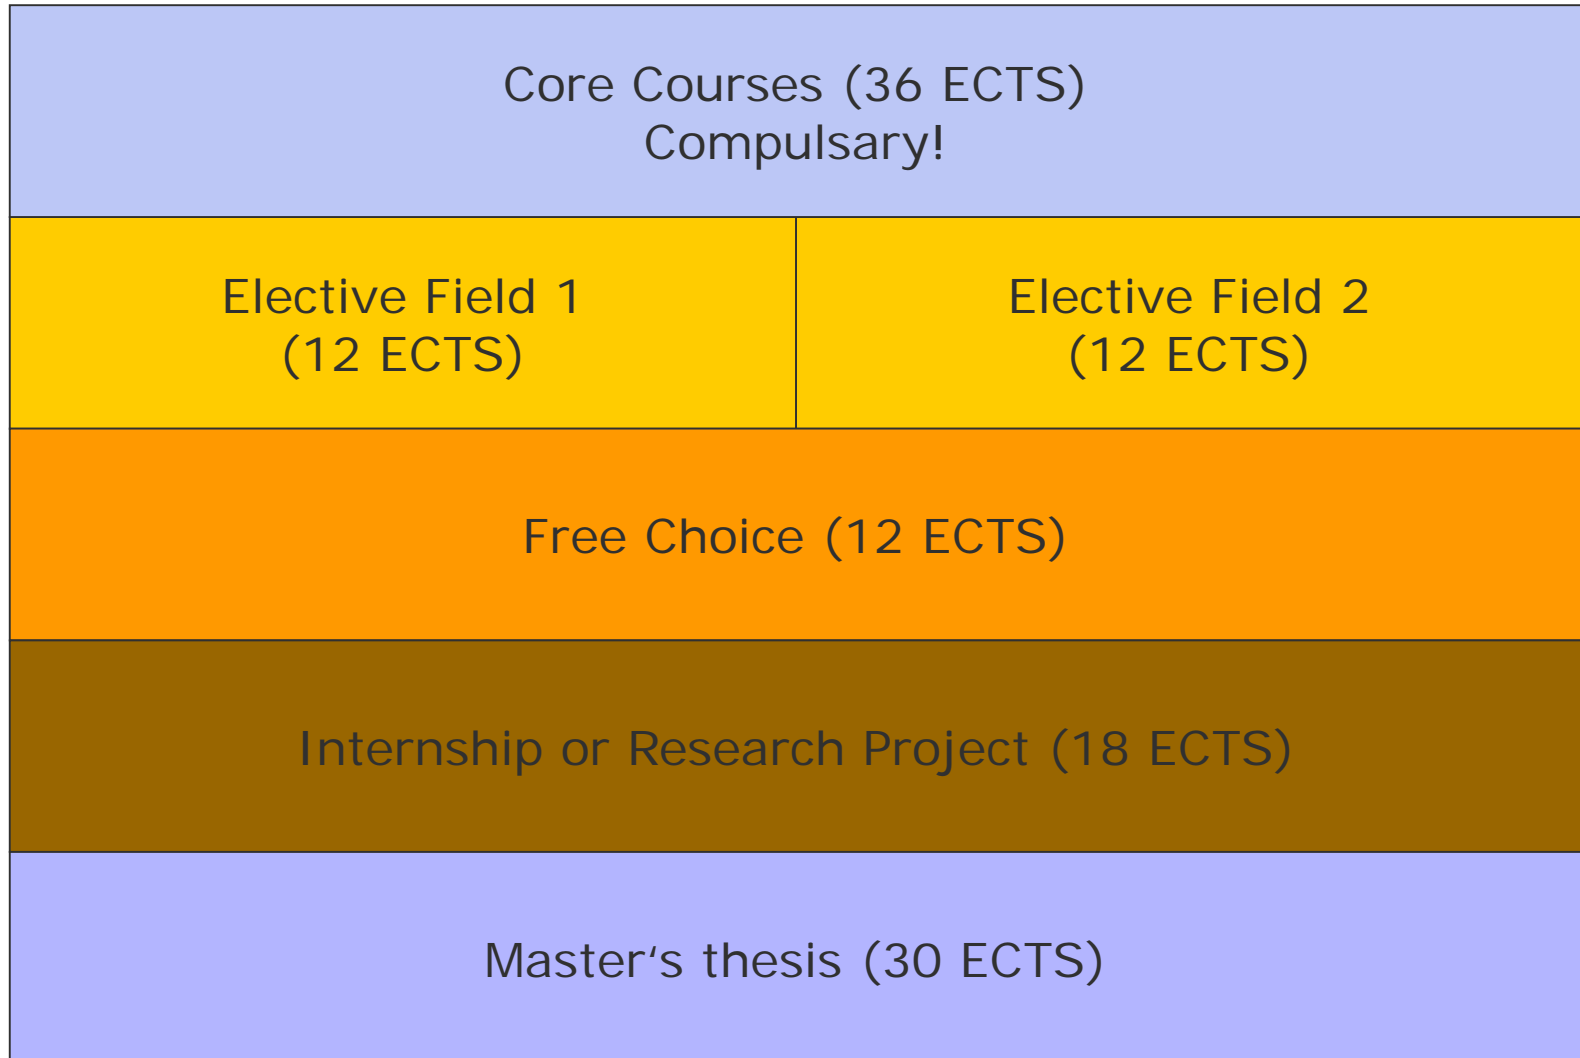 Core Courses (36 ECTS)
Compulsary!
Elective Field 1
(12 ECTS)
Elective Field 2
(12 ECTS)
Free Choice (12 ECTS)
Internship or Research Project (18 ECTS)
Master‘s thesis (30 ECTS)